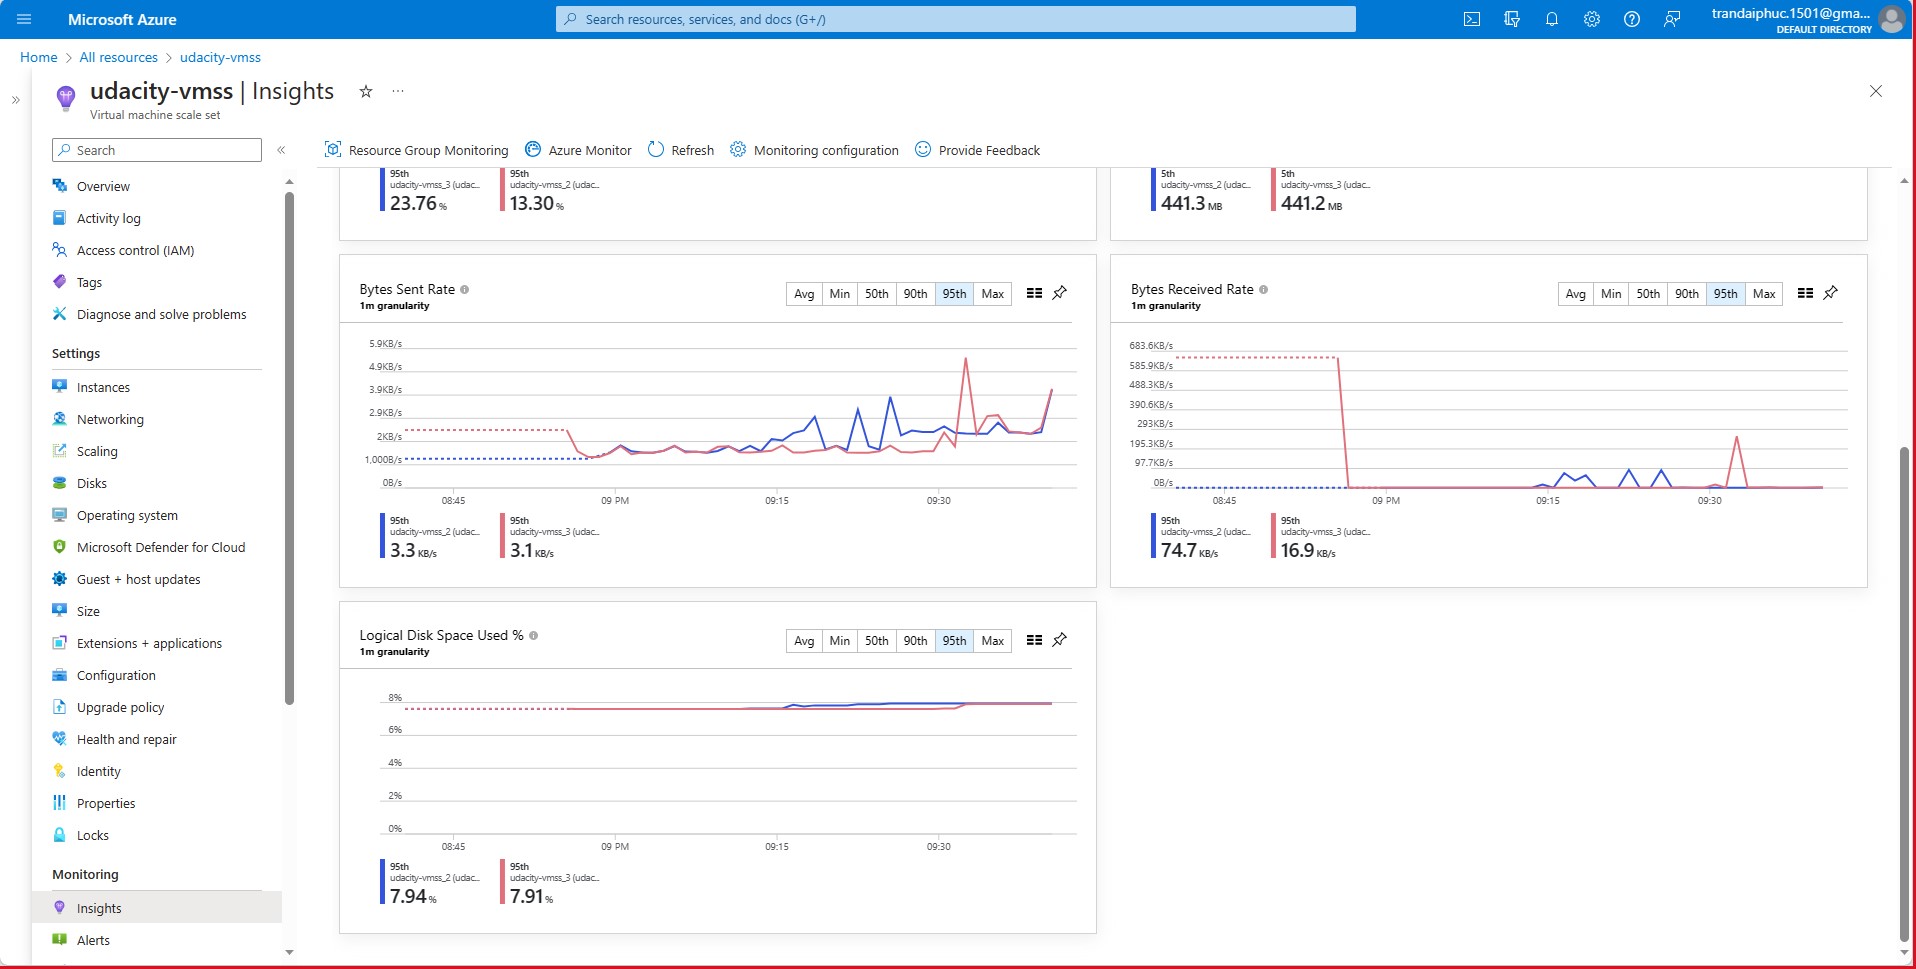 Microsoft Azure
Search resources, services, and docs (G+/)
trandaiphuc.1501@gma...
DEFAULT DIRECTORY
Home > All resources > udacity-vmss
udacity-vmss | Insights
Virtual machine scale set
Search
Resource Group Monitoring
Azure Monitor
Refresh
Monitoring configuration
Provide Feedback
Overview
Activity log
Access control (IAM)
Tags
Diagnose and solve problems
Settings
Instances
Networking
Scaling
Disks
Operating system
Microsoft Defender for Cloud
Guest + host updates
Size
Extensions + applications
Configuration
Upgrade policy
Health and repair
Identity
Properties
Locks
Monitoring
Insights
Alerts
95th
udacity-vmss_3 (udac...
23.76 %
95th
udacity-vmss_2 (udac...
13.30 %
5th
udacity-vmss_2 (udac...
441.3 MB
5th
udacity-vmss_3 (udac...
441.2 MB
Bytes Sent Rate
1m granularity
Avg Min 50th 90th 95th Max
5.9KB/s
4.9KB/s
3.9KB/s
2.9KB/s
2KB/s
1,000B/s
0B/s
08:45 09 PM 09:15 09:30
95th
udacity-vmss_2 (udac...
3.3 KB/s
95th
udacity-vmss_3 (udac...
3.1 KB/s
Bytes Received Rate
1m granularity
Avg Min 50th 90th 95th Max
683.6KB/s
585.9KB/s
488.3KB/s
390.6KB/s
293KB/s
195.3KB/s
97.7KB/s
0B/s
08:45 09 PM 09:15 09:30
95th
udacity-vmss_2 (udac...
74.7 KB/s
95th
udacity-vmss_3 (udac...
16.9 KB/s
Logical Disk Space Used %
1m granularity
Avg Min 50th 90th 95th Max
8%
6%
4%
2%
0%
08:45 09 PM 09:15 09:30
95th
udacity-vmss_2 (udac...
7.94 %
95th
udacity-vmss_3 (udac...
7.91 %